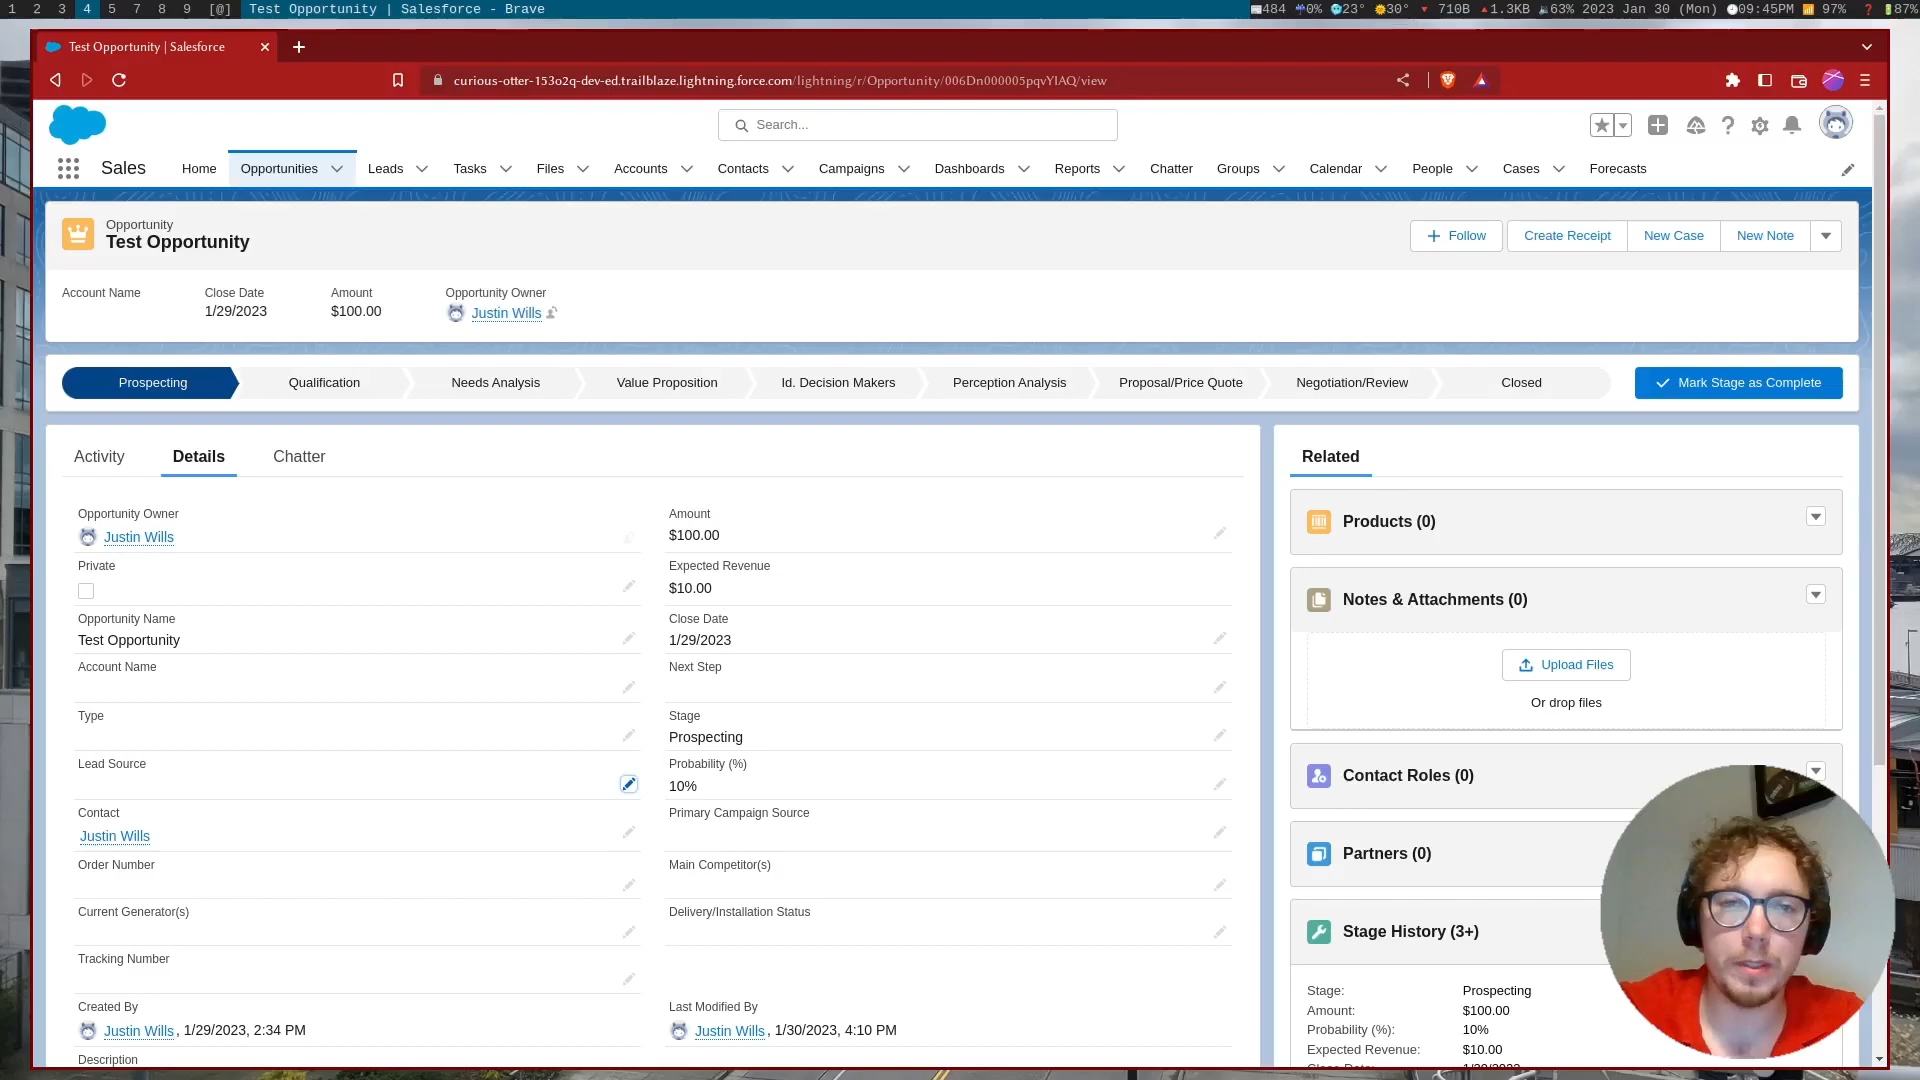 1 2 3 4 5 6 7 8 9 [@] Test Opportunity | Salesforce - Brave
484 0% 23° 30° 710B 1.3KB 63% 2023 Jan 30 (Mon) 09:45PM 97% 87%
Test Opportunity | Salesforce
curious-otter-153o2q-dev-ed.trailblaze.lightning.force.com/lightning/r/Opportunity/006Dn000005pqvYIAQ/view
Search...
Sales Home Opportunities Leads Tasks Files Accounts Contacts Campaigns Dashboards Reports Chatter Groups Calendar People Cases Forecasts
Opportunity
Test Opportunity
Follow Create Receipt New Case New Note
Account Name Close Date Amount Opportunity Owner
1/29/2023 $100.00 Justin Wills
Prospecting Qualification Needs Analysis Value Proposition Id. Decision Makers Perception Analysis Proposal/Price Quote Negotiation/Review Closed Mark Stage as Complete
Activity Details Chatter
Opportunity Owner Amount
Justin Wills $100.00
Private Expected Revenue
$10.00
Opportunity Name Close Date
Test Opportunity 1/29/2023
Account Name Next Step
Type Stage
Prospecting
Lead Source Probability (%)
10%
Contact Primary Campaign Source
Justin Wills
Order Number Main Competitor(s)
Current Generator(s) Delivery/Installation Status
Tracking Number
Created By Last Modified By
Justin Wills, 1/29/2023, 2:34 PM Justin Wills, 1/30/2023, 4:10 PM
Description
Related
Products (0)
Notes & Attachments (0)
Upload Files
Or drop files
Contact Roles (0)
Partners (0)
Stage History (3+)
Stage: Prospecting
Amount: $100.00
Probability (%): 10%
Expected Revenue: $10.00